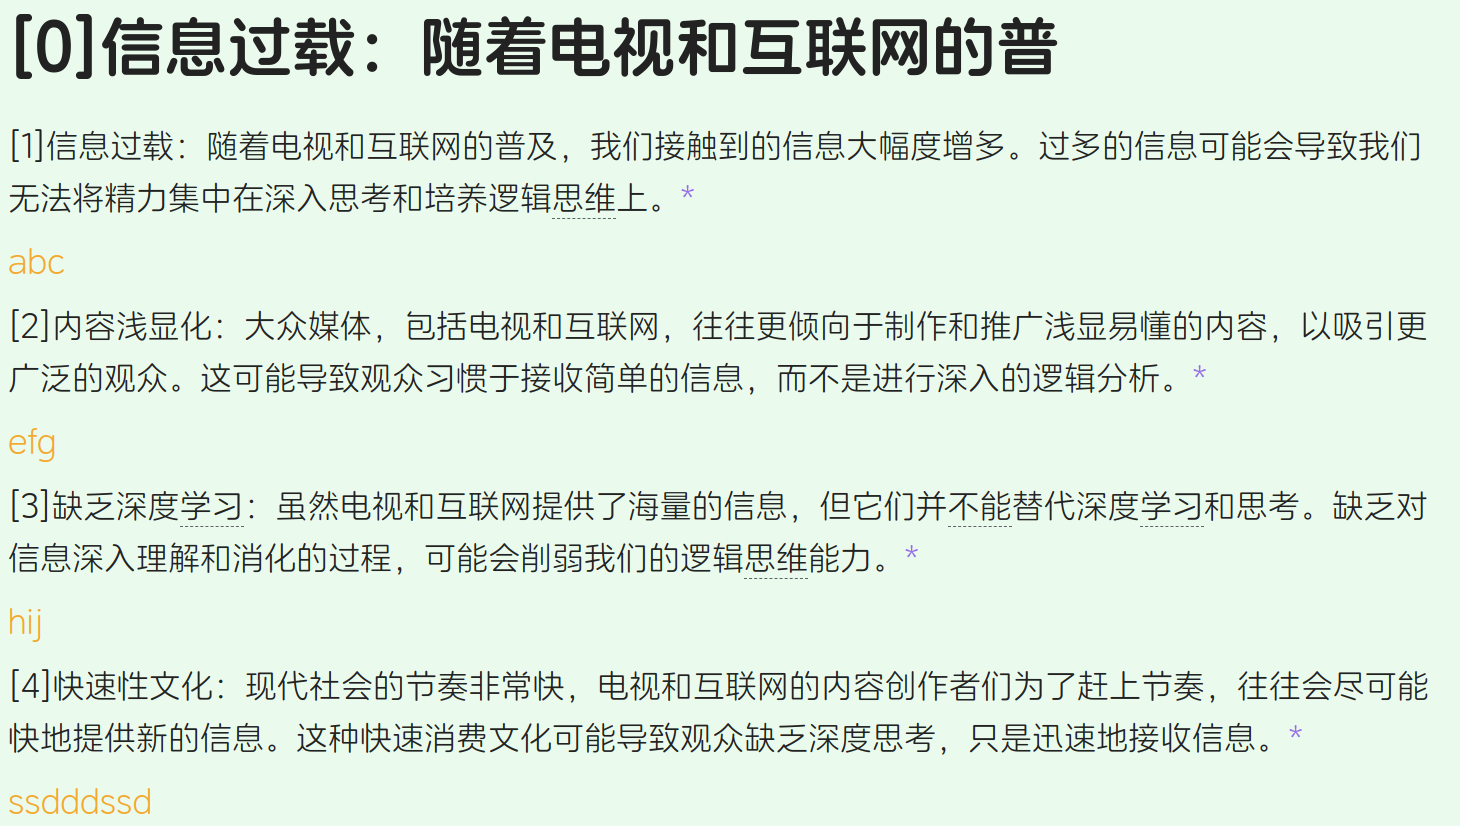 [0]信息过载：随着电视和互联网的普
[1]信息过载：随着电视和互联网的普及，我们接触到的信息大幅度增多。过多的信息可能会导致我们
无法将精力集中在深入思考和培养逻辑思维上。*
abc
[2]内容浅显化：大众媒体，包括电视和互联网，往往更倾向于制作和推广浅显易懂的内容，以吸引更
广泛的观众。这可能导致观众习惯于接收简单的信息，而不是进行深入的逻辑分析。*
efg
[3]缺乏深度学习：虽然电视和互联网提供了海量的信息，但它们并不能替代深度学习和思考。缺乏对
信息深入理解和消化的过程，可能会削弱我们的逻辑思维能力。*
hij
[4]快速性文化：现代社会的节奏非常快，电视和互联网的内容创作者们为了赶上节奏，往往会尽可能
快地提供新的信息。这种快速消费文化可能导致观众缺乏深度思考，只是迅速地接收信息。*
ssdddssd